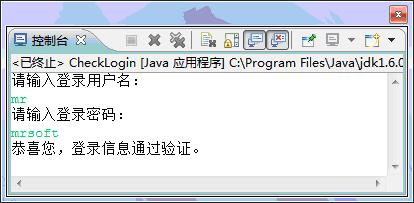 控制台
<已终止> CheckLogin [Java 应用程序] C:\Program Files\Java\jdk1.6.0
请输入登录用户名：
mr
请输入登录密码：
mrsoft
恭喜您，登录信息通过验证。